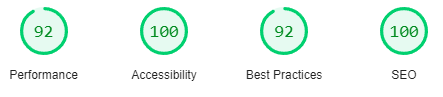 92 100 92 100
Performance Accessibility Best Practices SEO